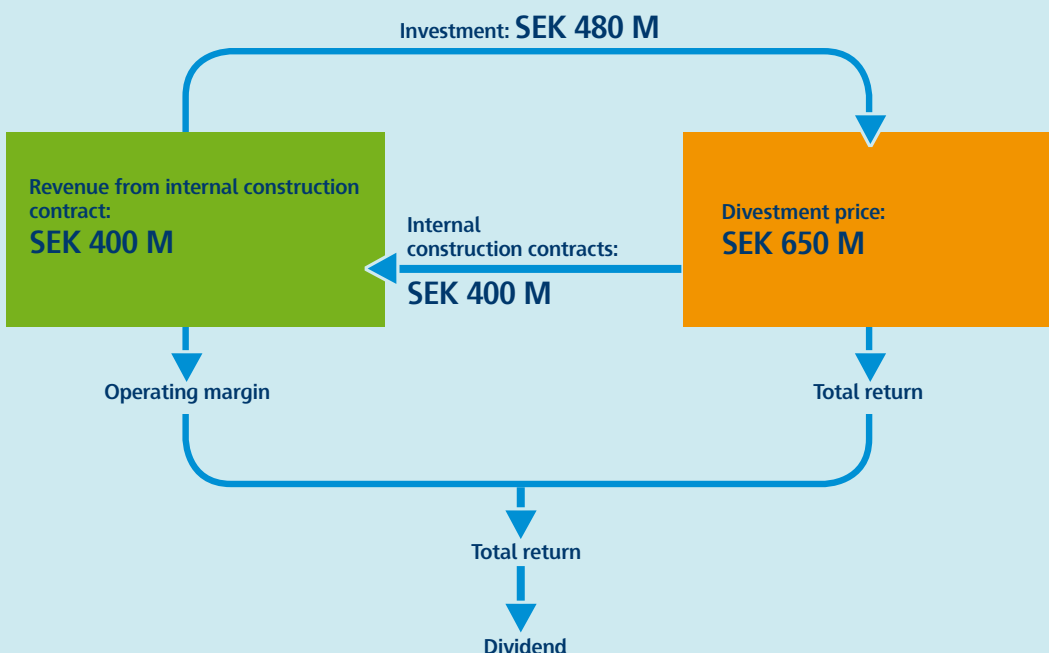 Investment: SEK 480 M
Revenue from internal construction
contract:
SEK 400 M
Internal
construction contracts:
SEK 400 M
Divestment price:
SEK 650 M
Operating margin
Total return
Total return
Dividend